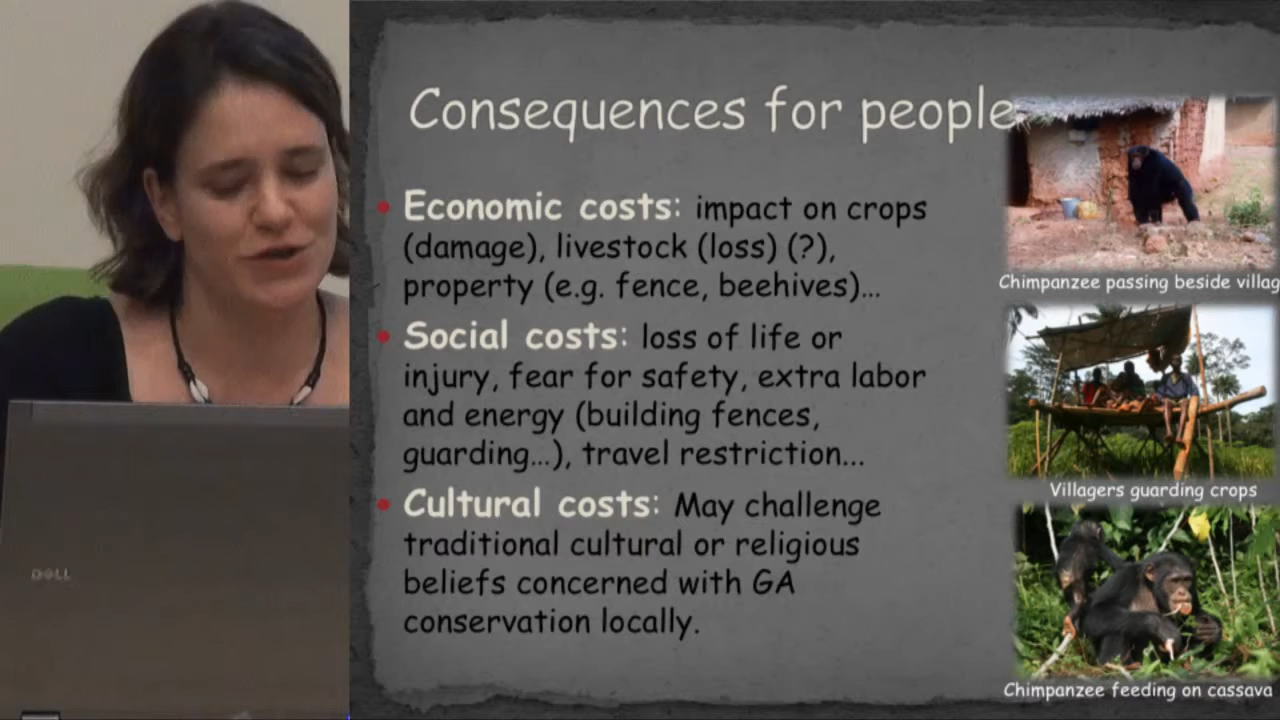 Consequences for people
• Economic costs: impact on crops
(damage), livestock (loss) (?),
property (e.g. fence, beehives)…
• Social costs: loss of life or
injury, fear for safety, extra labor
and energy (building fences,
guarding…), travel restriction...
• Cultural costs: May challenge
traditional cultural or religious
beliefs concerned with GA
conservation locally.
Chimpanzee passing beside villag
Villagers guarding crops
Chimpanzee feeding on cassava
DELL